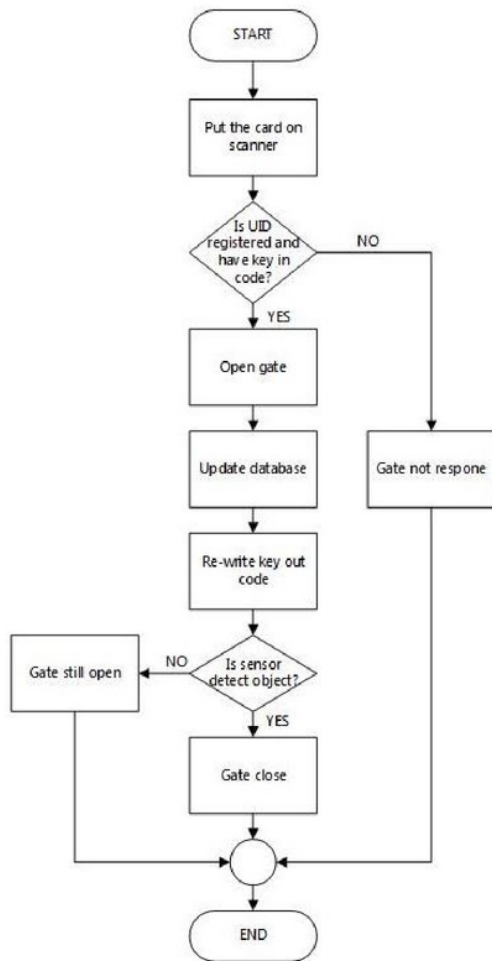 START
Put the card on
scanner
Is UID
registered and
have key in
code?
NO
YES
Open gate
Update database
Gate not respone
Re-write key out
code
NO
Is sensor
detect object?
Gate still open
YES
Gate close
END